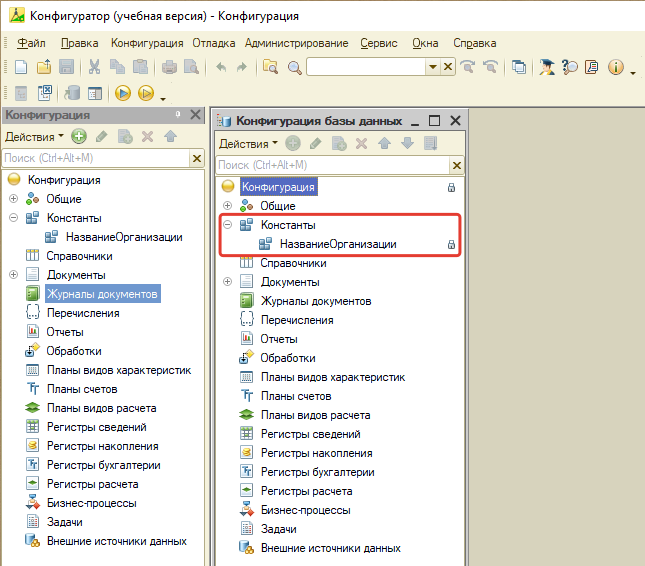 Конфигуратор (учебная версия) - Конфигурация
Файл Правка Конфигурация Отладка Администрирование Сервис Окна Справка
Конфигурация
Действия
Поиск (Ctrl+Alt+M)
Конфигурация
Общие
Константы
НазваниеОрганизации
Справочники
Документы
Журналы документов
Перечисления
Отчеты
Обработки
Планы видов характеристик
Планы счетов
Планы видов расчета
Регистры сведений
Регистры накопления
Регистры бухгалтерии
Регистры расчета
Бизнес-процессы
Задачи
Внешние источники данных
Конфигурация базы данных
Действия
Поиск (Ctrl+Alt+M)
Конфигурация
Общие
Константы
НазваниеОрганизации
Справочники
Документы
Журналы документов
Перечисления
Отчеты
Обработки
Планы видов характеристик
Планы счетов
Планы видов расчета
Регистры сведений
Регистры накопления
Регистры бухгалтерии
Регистры расчета
Бизнес-процессы
Задачи
Внешние источники данных